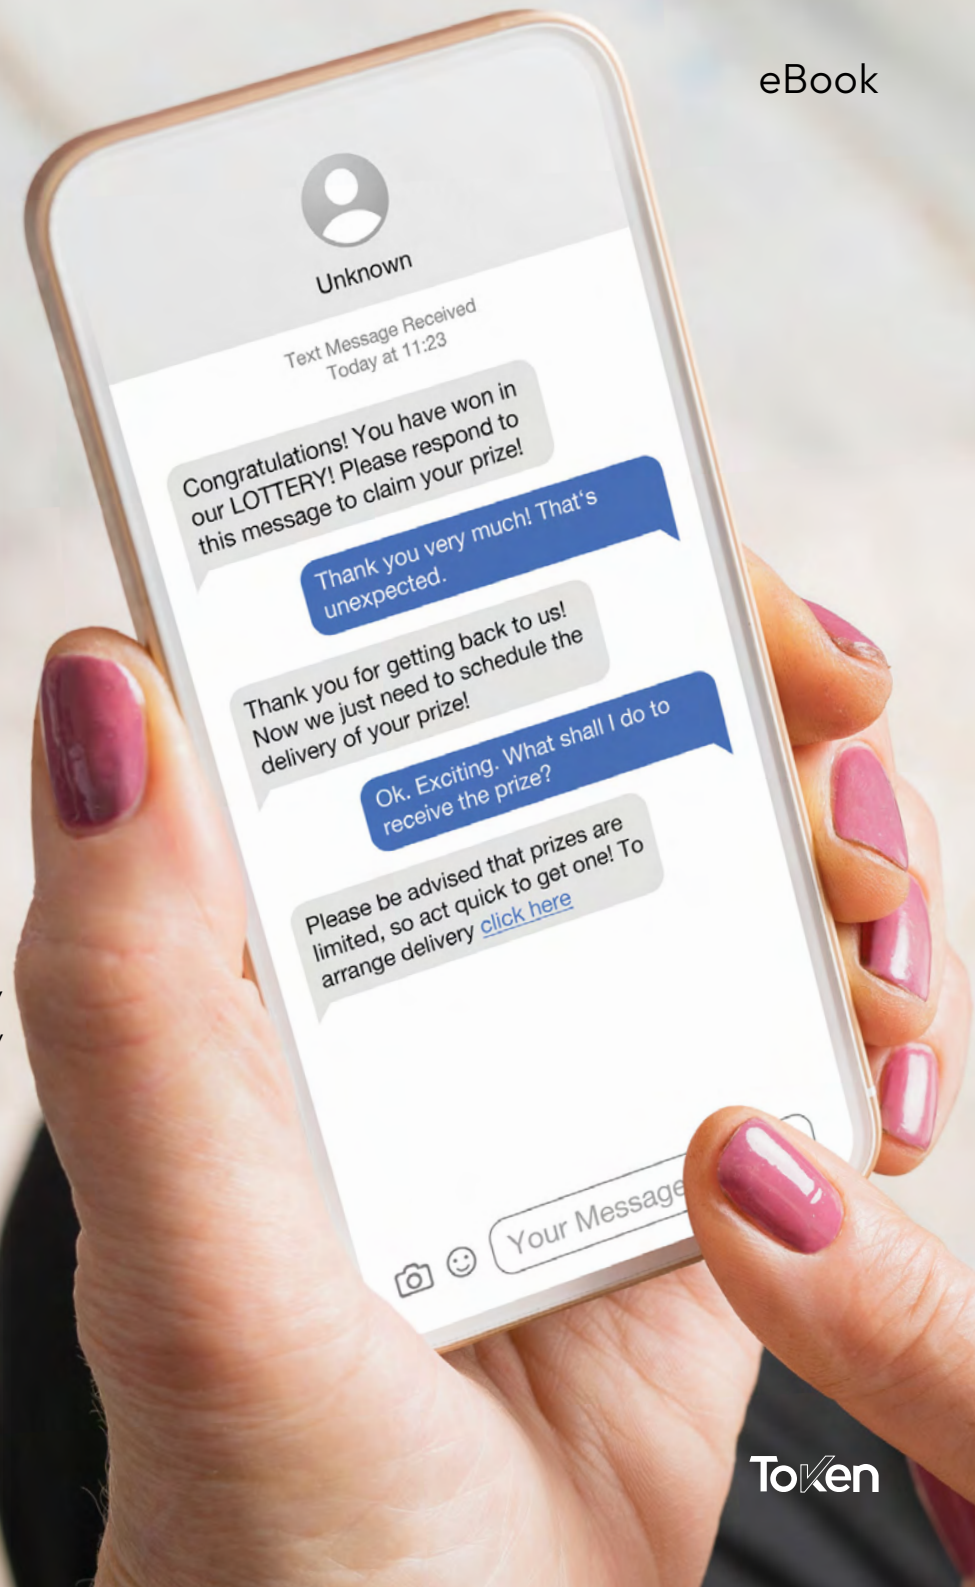 eBook
Unknown
Text Message Received
Today at 11:23
Congratulations! You have won in
our LOTTERY! Please respond to
this message to claim your prize!
Thank you very much! That's
unexpected.
Thank you for getting back to us!
Now we just need to schedule the
delivery of your prize!
Ok. Exciting. What shall I do to
receive the prize?
Please be advised that prizes are
limited, so act quick to get one! To
arrange delivery click here
Your Message
Token